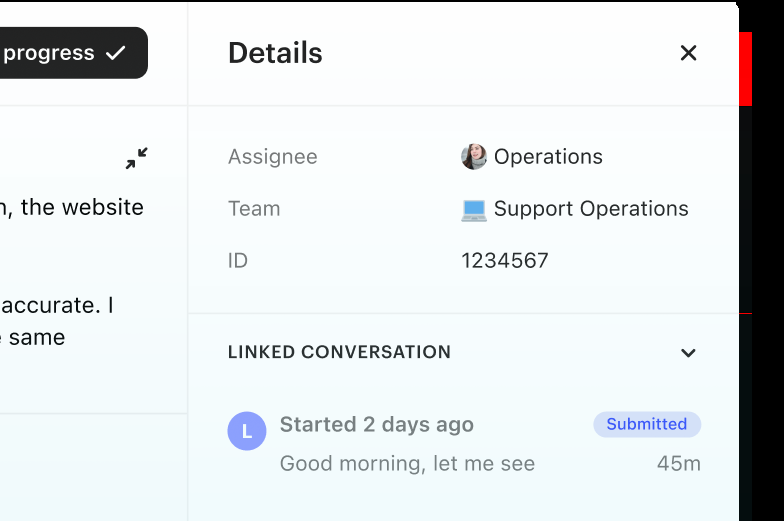 progress
Details
, the website
accurate. I
same
Assignee
Operations
Team
Support Operations
ID
1234567
LINKED CONVERSATION
L
Started 2 days ago
Submitted
Good morning, let me see
45m